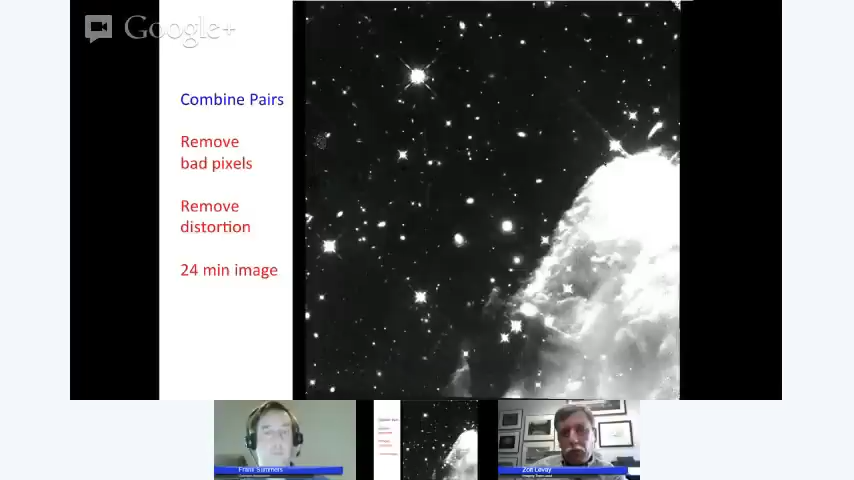 Google+
Combine Pairs
Remove
bad pixels
Remove
distortion
24 min image
Frank Summers
Zolt Levay